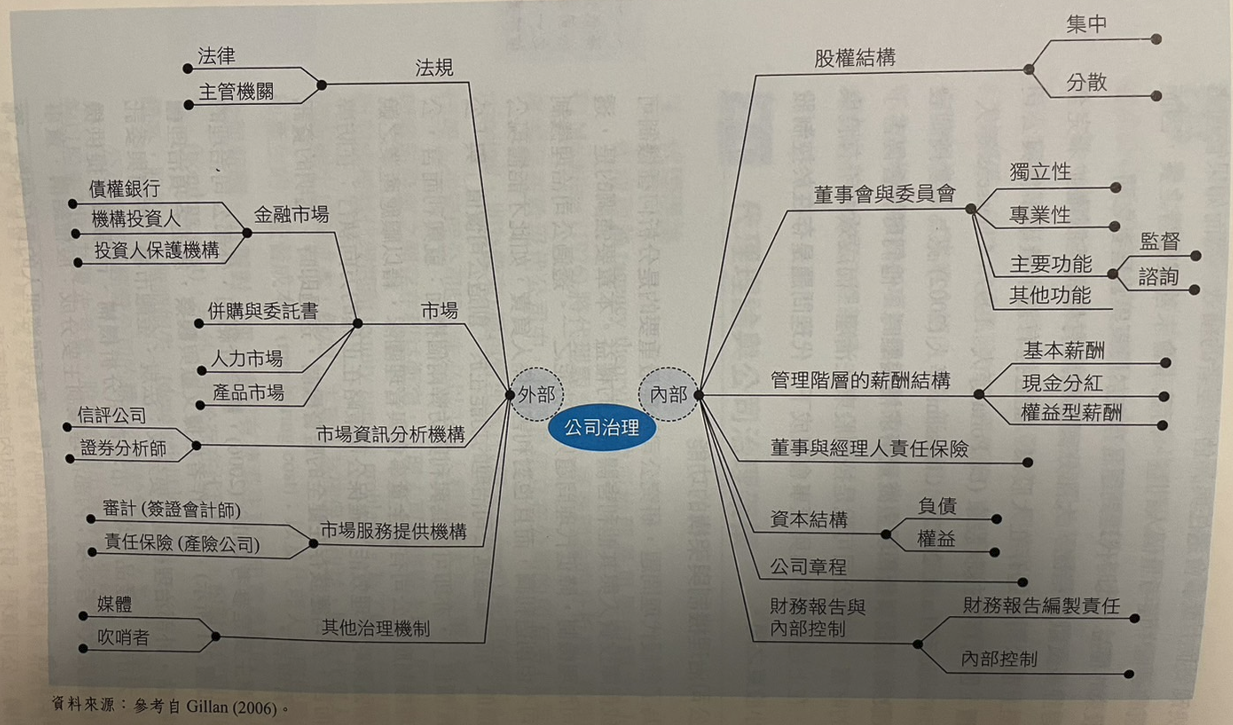 法律
主管機關
法規
債權銀行
機構投資人
投資人保護機構
金融市場
併購與委託書
人力市場
產品市場
市場
信評公司
證券分析師
市場資訊分析機構
審計 (簽證會計師)
責任保險 (產險公司)
市場服務提供機構
媒體
吹哨者
其他治理機制
外部
公司治理
內部
股權結構
集中
分散
董事會與委員會
獨立性
專業性
主要功能
監督
諮詢
其他功能
管理階層的薪酬結構
基本薪酬
現金分紅
權益型薪酬
董事與經理人責任保險
資本結構
負債
權益
公司章程
財務報告與
內部控制
財務報告編製責任
內部控制
資料來源：參考自 Gillan (2006)。